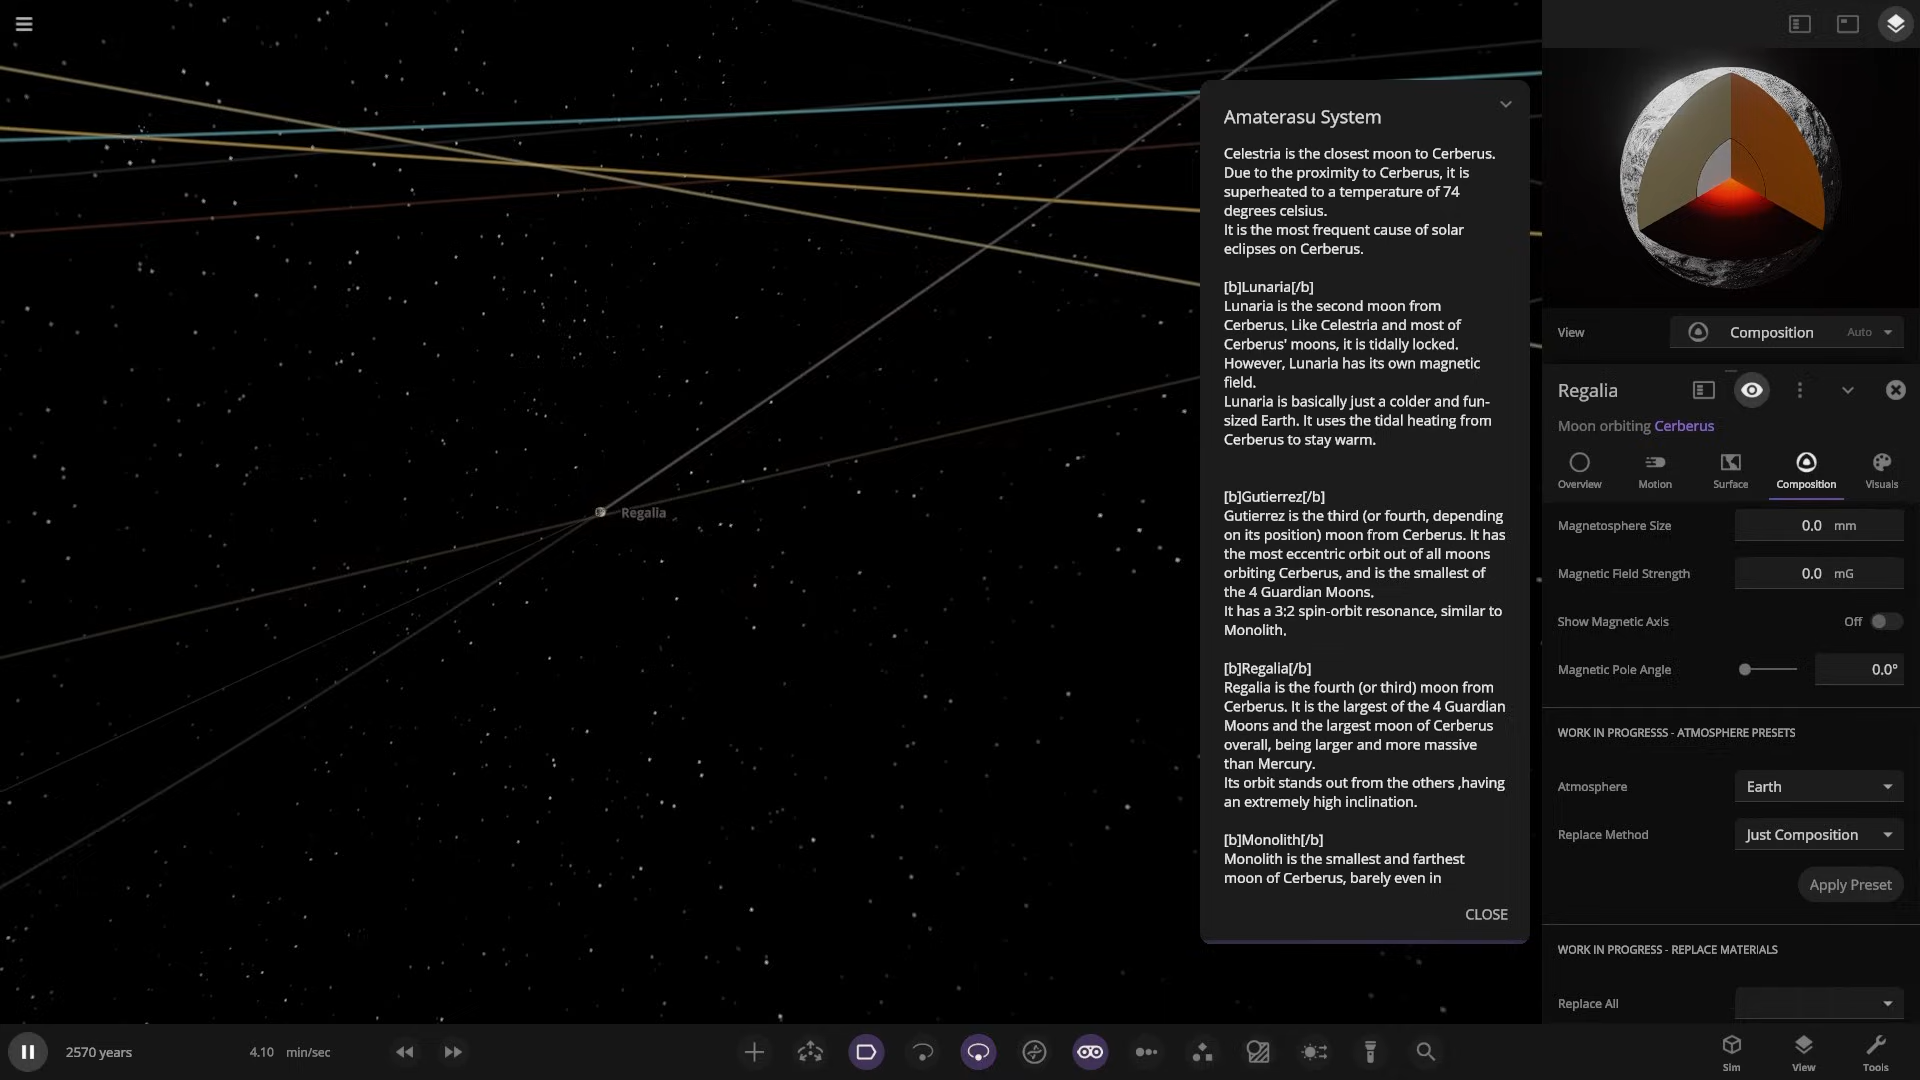 Regalia
Amaterasu System
Celestria is the closest moon to Cerberus.
Due to the proximity to Cerberus, it is
superheated to a temperature of 74
degrees celsius.
It is the most frequent cause of solar
eclipses on Cerberus.
[b]Lunaria[/b]
Lunaria is the second moon from
Cerberus. Like Celestria and most of
Cerberus' moons, it is tidally locked.
However, Lunaria has its own magnetic
field.
Lunaria is basically just a colder and fun-
sized Earth. It uses the tidal heating from
Cerberus to stay warm.
[b]Gutierrez[/b]
Gutierrez is the third (or fourth, depending
on its position) moon from Cerberus. It has
the most eccentric orbit out of all moons
orbiting Cerberus, and is the smallest of
the 4 Guardian Moons.
It has a 3:2 spin-orbit resonance, similar to
Monolith.
[b]Regalia[/b]
Regalia is the fourth (or third) moon from
Cerberus. It is the largest of the 4 Guardian
Moons and the largest moon of Cerberus
overall, being larger and more massive
than Mercury.
Its orbit stands out from the others ,having
an extremely high inclination.
[b]Monolith[/b]
Monolith is the smallest and farthest
moon of Cerberus, barely even in
CLOSE
View
Composition Auto
Regalia
Moon orbiting Cerberus
Overview Motion Surface Composition Visuals
Magnetosphere Size 0.0 mm
Magnetic Field Strength 0.0 mG
Show Magnetic Axis Off
Magnetic Pole Angle 0.0°
WORK IN PROGRESSS - ATMOSPHERE PRESETS
Atmosphere Earth
Replace Method Just Composition
Apply Preset
WORK IN PROGRESS - REPLACE MATERIALS
Replace All
2570 years 4.10 min/sec
Sim View Tools